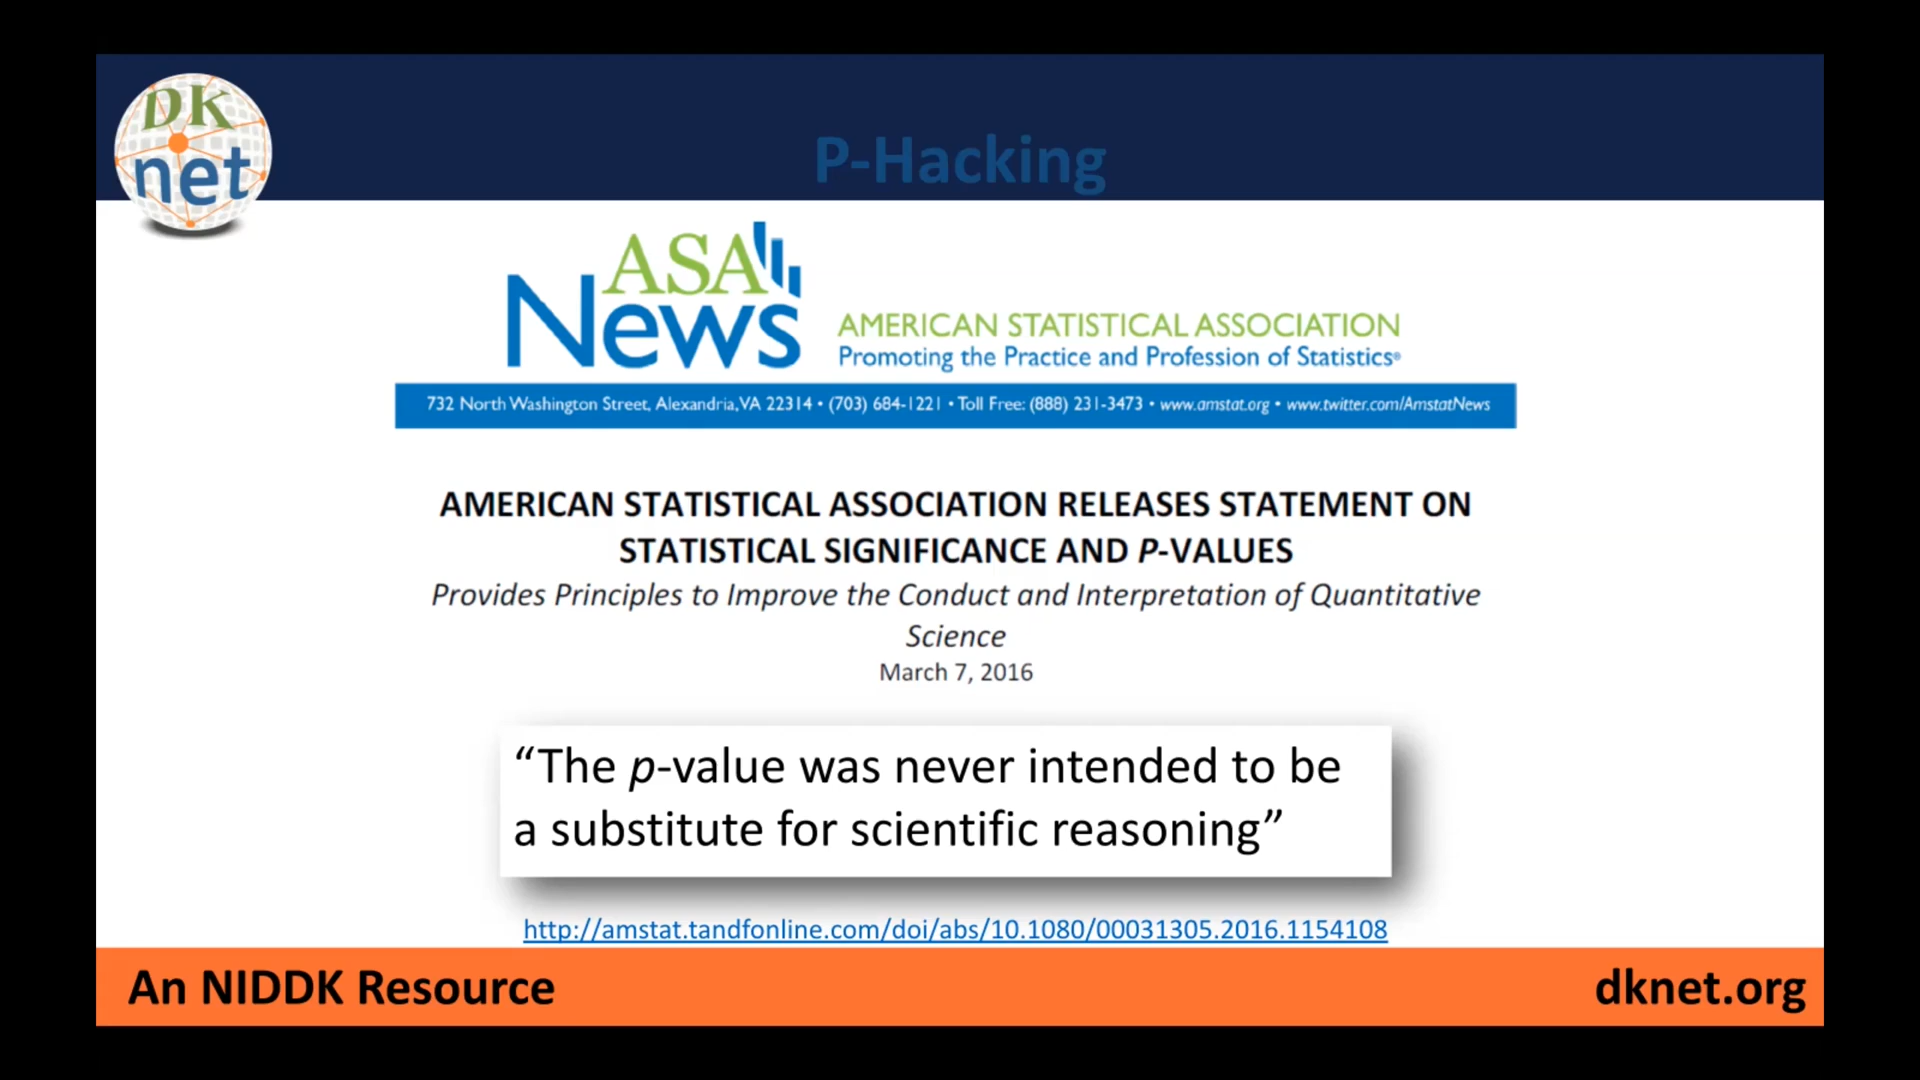 DK
net
P-Hacking
ASA
News
AMERICAN STATISTICAL ASSOCIATION
Promoting the Practice and Profession of Statistics®
732 North Washington Street, Alexandria, VA 22314 • (703) 684-1221 • Toll Free: (888) 231-3473 • www.amstat.org • www.twitter.com/AmstatNews
AMERICAN STATISTICAL ASSOCIATION RELEASES STATEMENT ON
STATISTICAL SIGNIFICANCE AND P-VALUES
Provides Principles to Improve the Conduct and Interpretation of Quantitative
Science
March 7, 2016
“The p-value was never intended to be
a substitute for scientific reasoning”
http://amstat.tandfonline.com/doi/abs/10.1080/00031305.2016.1154108
An NIDDK Resource
dknet.org